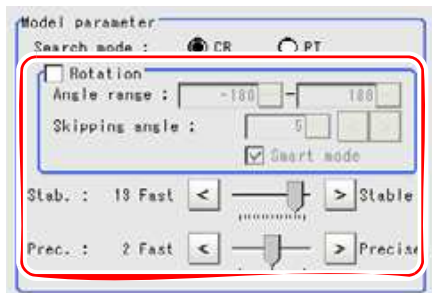 Model parameter
Search mode : CR PT
Rotation
Angle range : -180 - 180
Skipping angle : 5
Smart mode
Stab. : 13 Fast < > Stable
Prec. : 2 Fast < > Precise